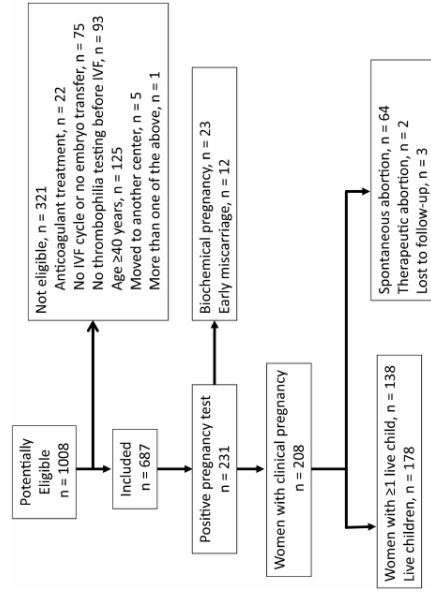 Potentially
Eligible
n = 1008
Not eligible, n = 321
Anticoagulant treatment, n = 22
No IVF cycle or no embryo transfer, n = 75
No thrombophilia testing before IVF, n = 93
Age ≥40 years, n = 125
Moved to another center, n = 5
More than one of the above, n = 1
Included
n = 687
Positive pregnancy test
n = 231
Biochemical pregnancy, n = 23
Early miscarriage, n = 12
Women with clinical pregnancy
n = 208
Women with ≥1 live child, n = 138
Live children, n = 178
Spontaneous abortion, n = 64
Therapeutic abortion, n = 2
Lost to follow-up, n = 3